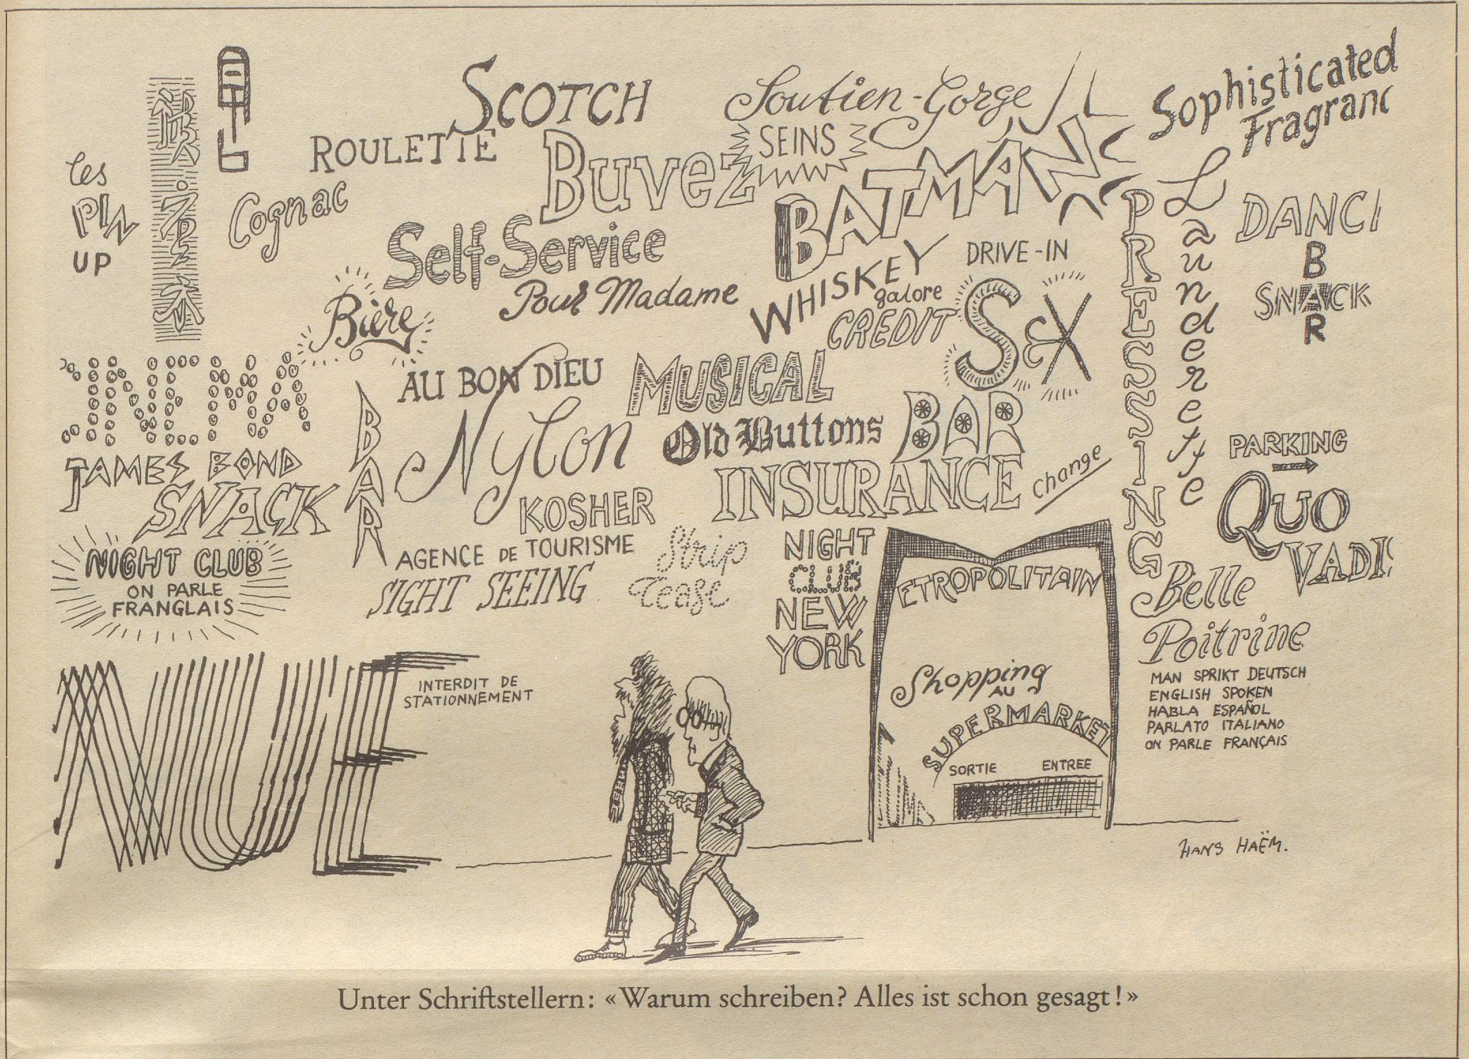 les
PIN
UP
ROULETTE
SCOTCH
Cognac
Buvez
Soutien-Gorge
SEINS
BATMAN
Sophisticated
Fragranc
Self-Service
Pour Madame
Bière
WHISKEY
galore
CREDIT
DRIVE-IN
SeX
PRESSING
Launderette
DANCI
SNACK
BAR
CINEMA
JAMES BOND
SNACK
BAR
AU BON DIEU
Nylon
MUSICAL
Old Buttons
BAR
INSURANCE
Change
PARKING
QUO
VADIS
NIGHT CLUB
ON PARLE
FRANGLAIS
KOSHER
AGENCE DE TOURISME
SIGHT SEEING
Strip
Tease
NIGHT
CLUB
NEW
YORK
METROPOLITAIN
Shopping
AU
SUPERMARKET
SORTIE ENTREE
Belle
Poitrine
MAN SPRIKT DEUTSCH
ENGLISH SPOKEN
HABLA ESPAÑOL
PARLATO ITALIANO
ON PARLE FRANÇAIS
NUE
INTERDIT DE
STATIONNEMENT
HANS HAËM.
Unter Schriftstellern: «Warum schreiben? Alles ist schon gesagt!»